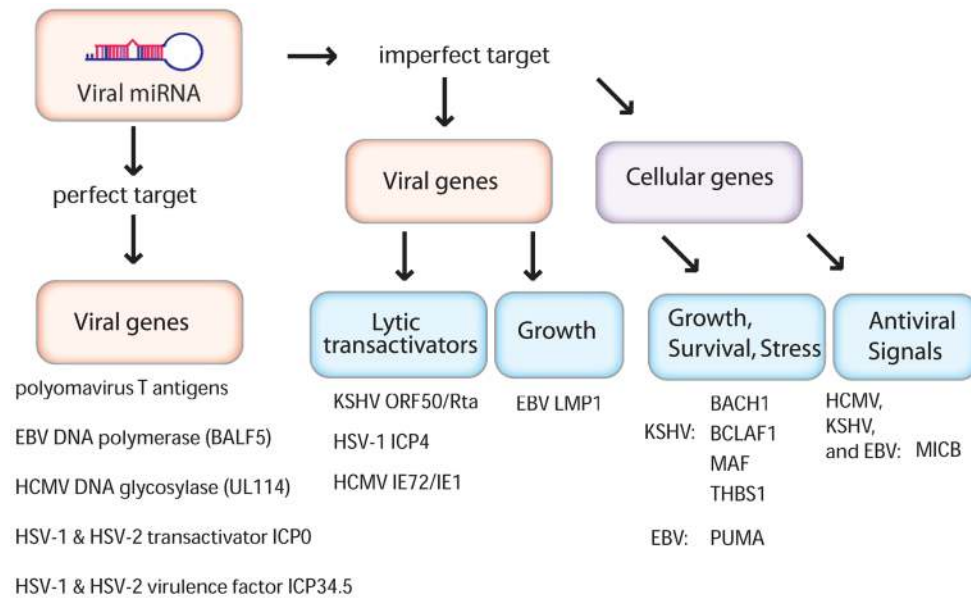 Viral miRNA
imperfect target
perfect target
Viral genes
Cellular genes
Viral genes
polyomavirus T antigens
EBV DNA polymerase (BALF5)
HCMV DNA glycosylase (UL114)
HSV-1 & HSV-2 transactivator ICP0
HSV-1 & HSV-2 virulence factor ICP34.5
Lytic
transactivators
KSHV ORF50/Rta
HSV-1 ICP4
HCMV IE72/IE1
Growth
EBV LMP1
Growth,
Survival, Stress
BACH1
KSHV: BCLAF1
MAF
THBS1
EBV: PUMA
Antiviral
Signals
HCMV,
KSHV,
and EBV: MICB